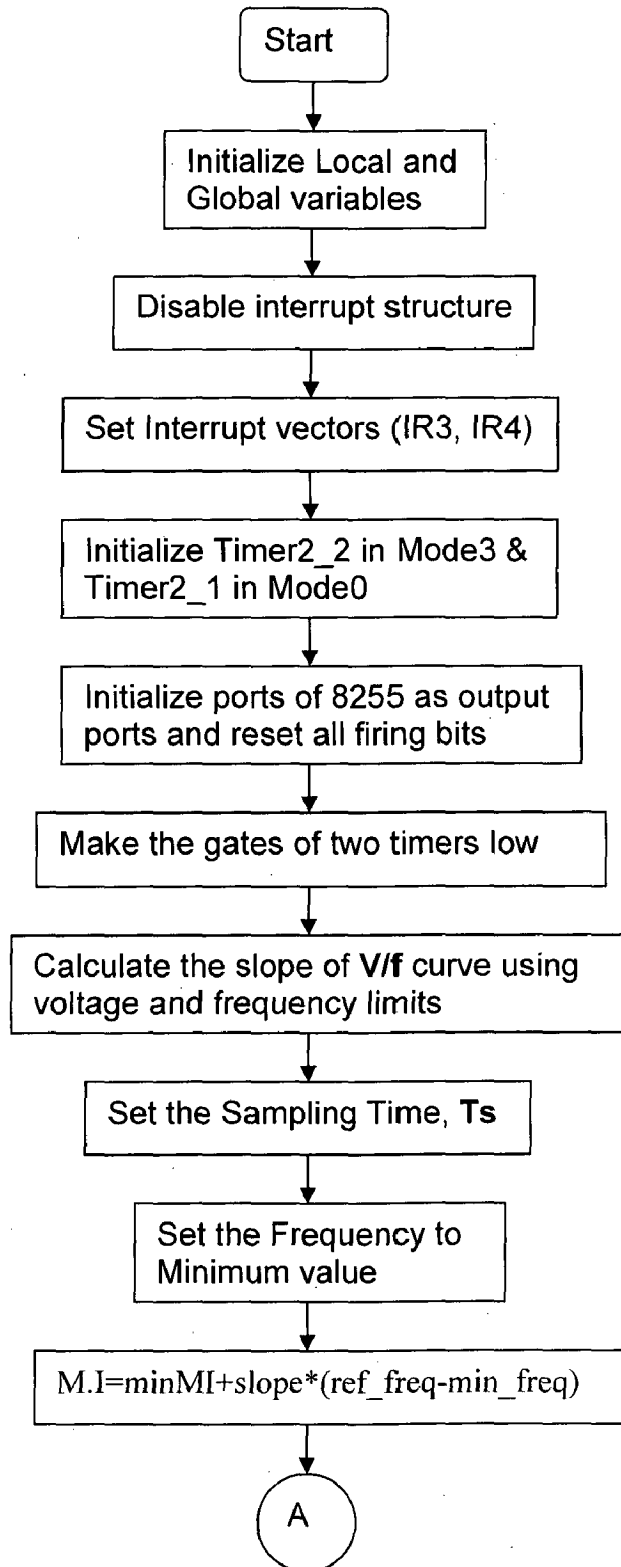 Start
Initialize Local and
Global variables
Disable interrupt structure
Set Interrupt vectors (IR3, IR4)
Initialize Timer2_2 in Mode3 &
Timer2_1 in Mode0
Initialize ports of 8255 as output
ports and reset all firing bits
Make the gates of two timers low
Calculate the slope of V/f curve using
voltage and frequency limits
Set the Sampling Time, Ts
Set the Frequency to
Minimum value
M.I=minMI+slope*(ref_freq-min_freq)
A